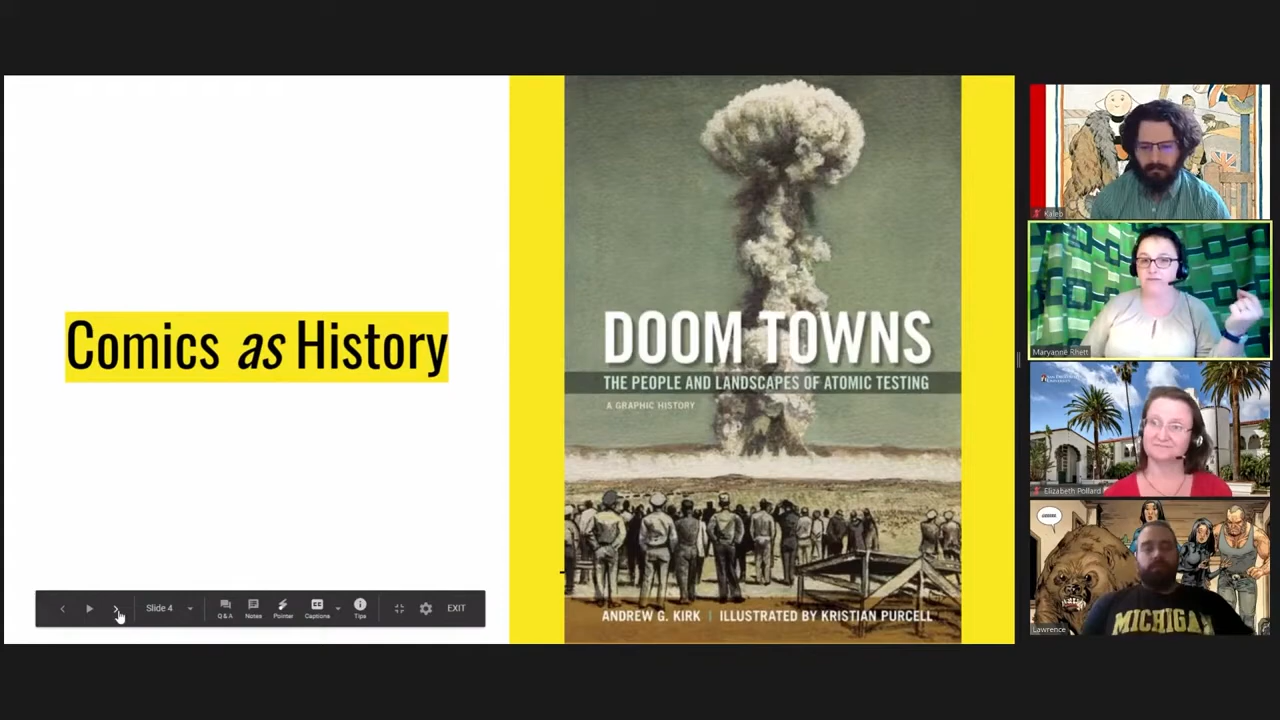 Comics as History
DOOM TOWNS
THE PEOPLE AND LANDSCAPES OF ATOMIC TESTING
A GRAPHIC HISTORY
ANDREW G. KIRK | ILLUSTRATED BY KRISTIAN PURCELL
Slide 4
Q&A
Notes
Pointer
Captions
Tips
EXIT
Kaleb
Maryanne Rhett
Elizabeth Pollard
MICHIGAN
Lawrence